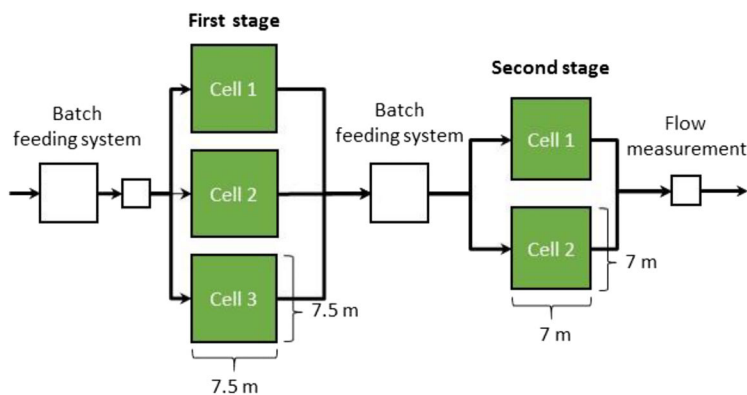 First stage
Cell 1
Batch
feeding system
Cell 2
Cell 3
7.5 m
7.5 m
Batch
feeding system
Second stage
Cell 1
Cell 2
7 m
7 m
Flow
measurement